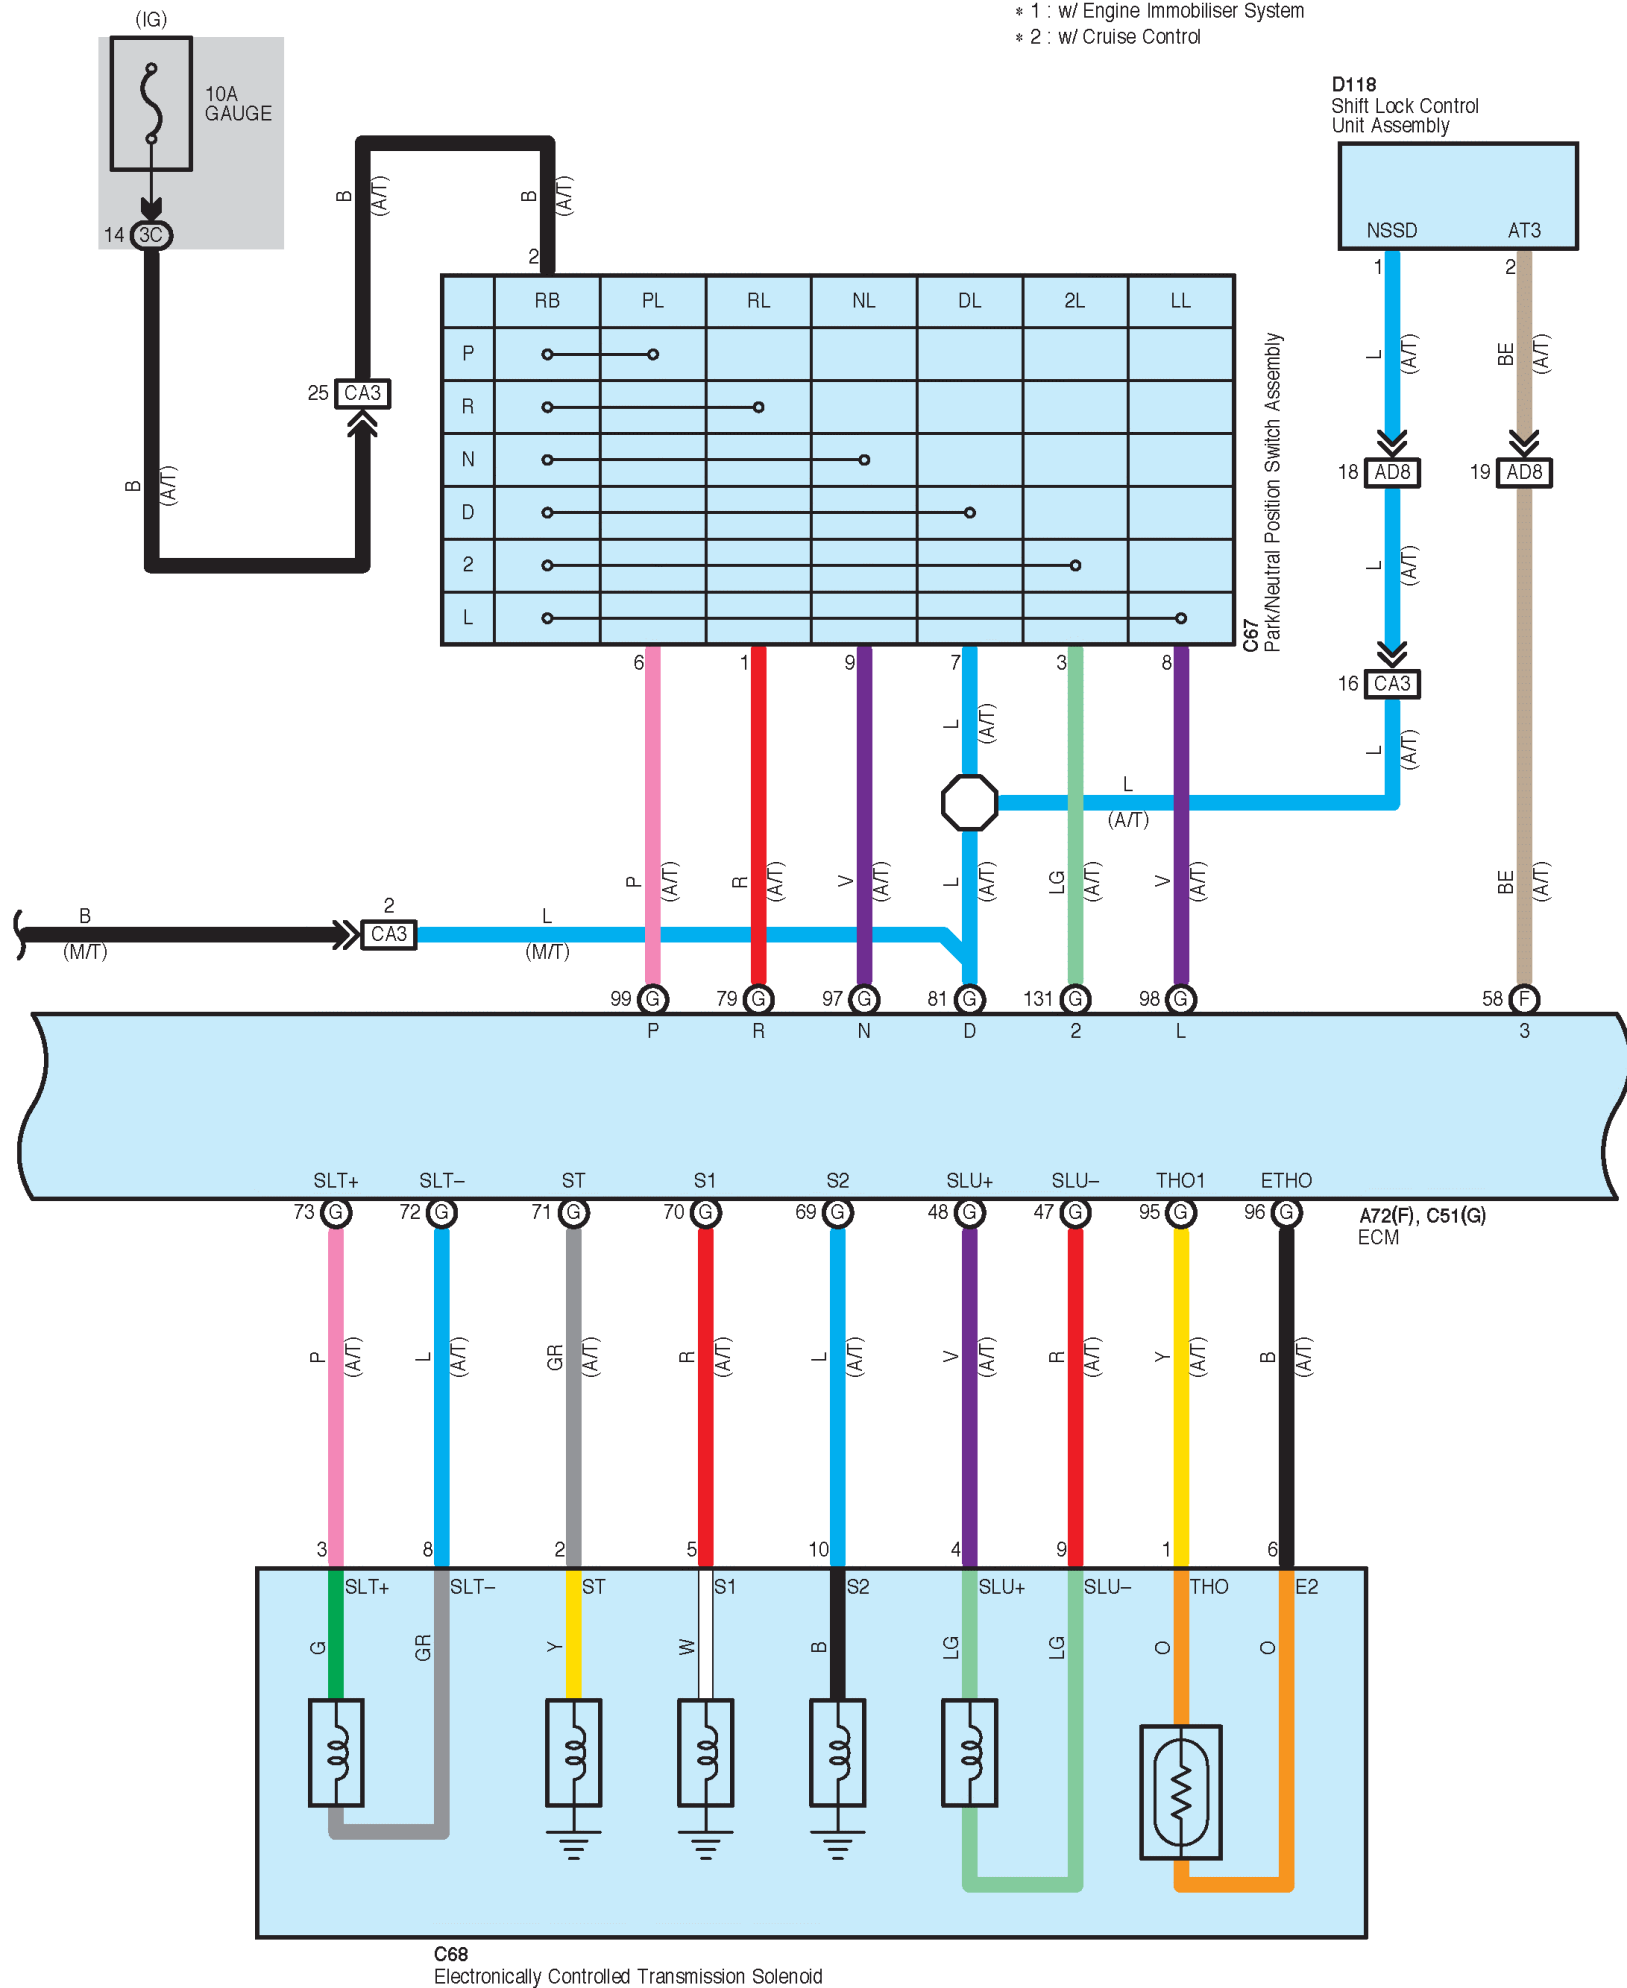 * 1 : w/ Engine Immobiliser System
* 2 : w/ Cruise Control
(IG)
10A
GAUGE
14 3C
D118
Shift Lock Control
Unit Assembly
NSSD AT3
1 2
B (A/T)
B (A/T)
2
RB PL RL NL DL 2L LL
P
R
N
D
2
L
C67
Park/Neutral Position Switch Assembly
25 CA3
B (A/T)
L (A/T)
BE (A/T)
18 AD8
19 AD8
L (A/T)
16 CA3
L (A/T)
6 1 9 7 3 8
L (A/T)
L
(A/T)
P (A/T)
R (A/T)
V (A/T)
L (A/T)
LG (A/T)
V (A/T)
BE (A/T)
B
(M/T)
2
CA3
L
(M/T)
99 G 79 G 97 G 81 G 131 G 98 G 58 F
P R N D 2 L 3
SLT+ SLT– ST S1 S2 SLU+ SLU– THO1 ETHO
73 G 72 G 71 G 70 G 69 G 48 G 47 G 95 G 96 G
A72(F), C51(G)
ECM
P (A/T)
L (A/T)
GR (A/T)
R (A/T)
L (A/T)
V (A/T)
R (A/T)
Y (A/T)
B (A/T)
3 8 2 5 10 4 9 1 6
SLT+ SLT– ST S1 S2 SLU+ SLU– THO E2
G GR Y W B LG LG O O
C68
Electronically Controlled Transmission Solenoid